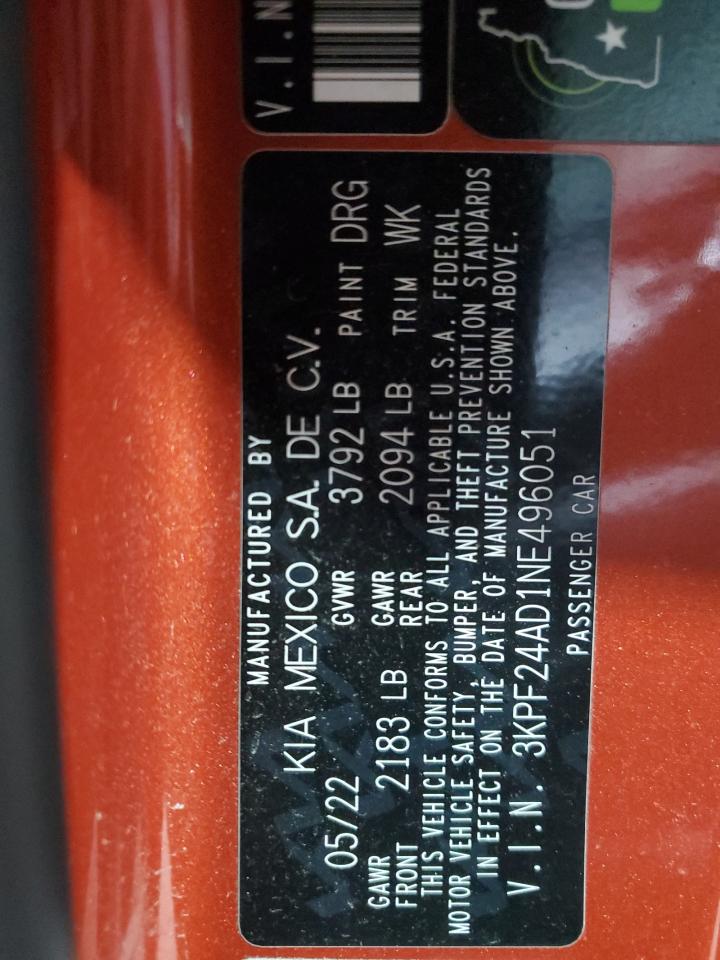 V.I.N
MANUFACTURED BY
KIA MEXICO S.A. DE C.V.
05/22 GVWR 3792 LB PAINT DRG
GAWR FRONT 2183 LB GAWR REAR 2094 LB TRIM WK
THIS VEHICLE CONFORMS TO ALL APPLICABLE U.S.A. FEDERAL
MOTOR VEHICLE SAFETY, BUMPER, AND THEFT PREVENTION STANDARDS
IN EFFECT ON THE DATE OF MANUFACTURE SHOWN ABOVE.
V.I.N. 3KPF24AD1NE496051
PASSENGER CAR